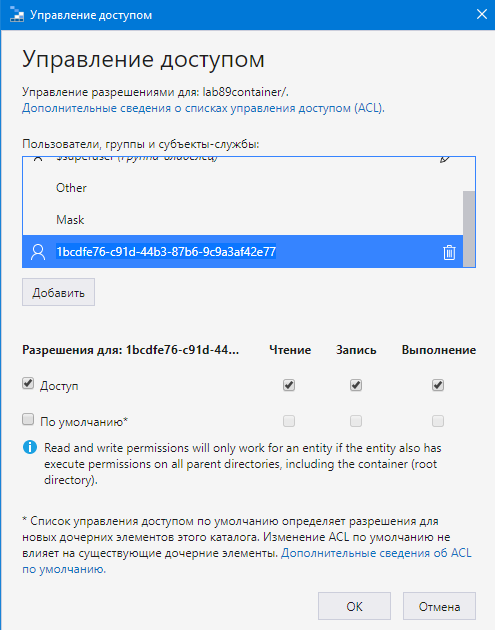 Управление доступом
Управление доступом
Управление разрешениями для: lab89container/.
Дополнительные сведения о списках управления доступом (ACL).
Пользователи, группы и субъекты-службы:
$superuser (группа-владелец)
Other
Mask
1bcdfe76-c91d-44b3-87b6-9c9a3af42e77
Добавить
Разрешения для: 1bcdfe76-c91d-44... Чтение Запись Выполнение
Доступ
По умолчанию*
Read and write permissions will only work for an entity if the entity also has
execute permissions on all parent directories, including the container (root
directory).
* Список управления доступом по умолчанию определяет разрешения для
новых дочерних элементов этого каталога. Изменение ACL по умолчанию не
влияет на существующие дочерние элементы. Дополнительные сведения об ACL
по умолчанию.
OK Отмена